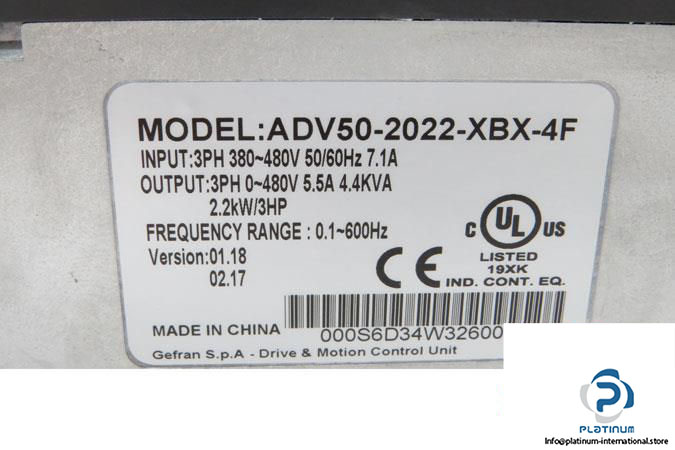 MODEL:ADV50-2022-XBX-4F
INPUT:3PH 380~480V 50/60Hz 7.1A
OUTPUT:3PH 0~480V 5.5A 4.4KVA
2.2kW/3HP
FREQUENCY RANGE : 0.1~600Hz
Version:01.18
02.17
CE
C UL US
LISTED
19XK
IND. CONT. EQ.
MADE IN CHINA
Gefran S.p.A - Drive & Motion Control Unit
PLATINUM
Info@platinum-international.store